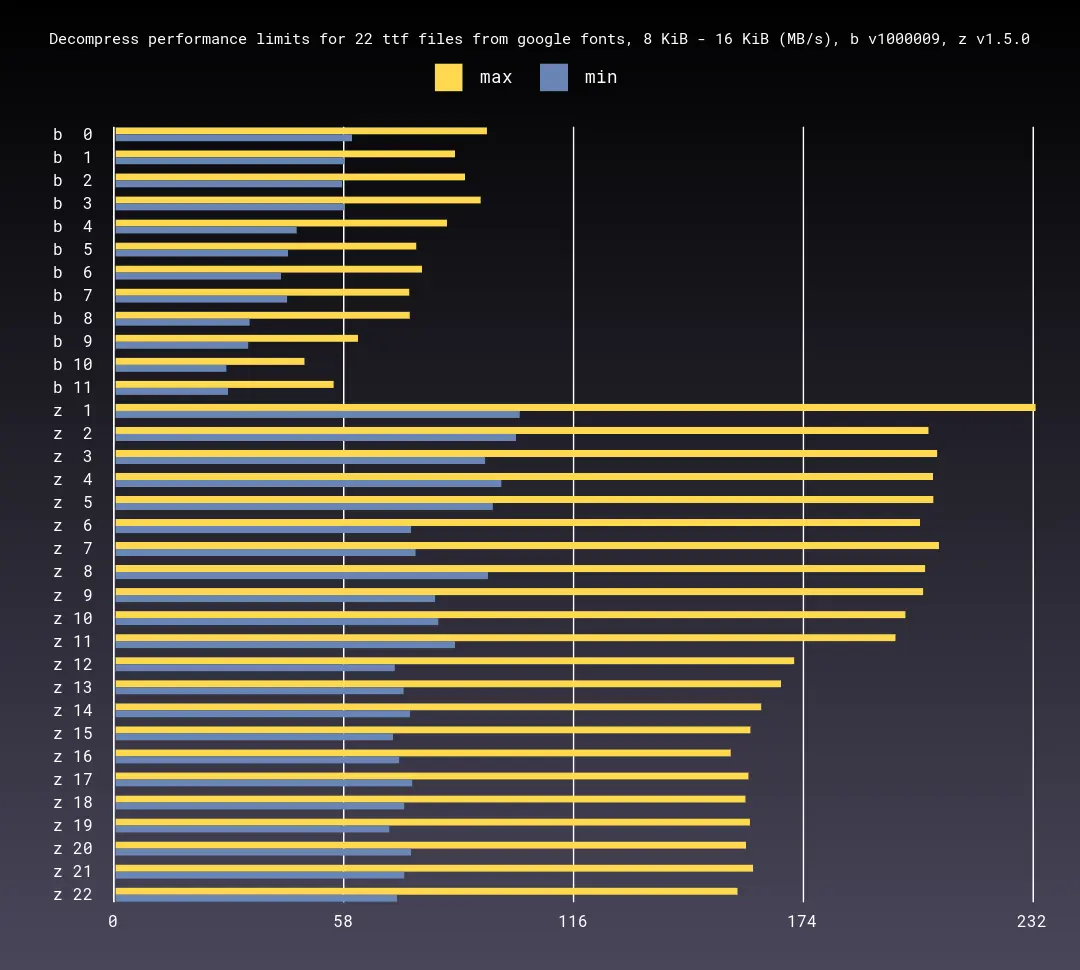 Decompress performance limits for 22 ttf files from google fonts, 8 KiB - 16 KiB (MB/s), b v1000009, z v1.5.0
max min
b 0
b 1
b 2
b 3
b 4
b 5
b 6
b 7
b 8
b 9
b 10
b 11
z 1
z 2
z 3
z 4
z 5
z 6
z 7
z 8
z 9
z 10
z 11
z 12
z 13
z 14
z 15
z 16
z 17
z 18
z 19
z 20
z 21
z 22
0 58 116 174 232